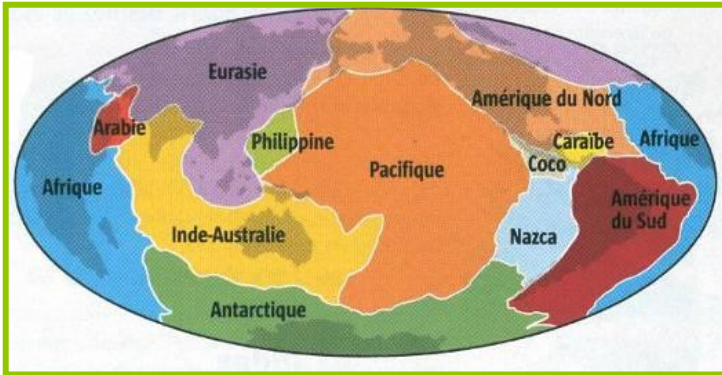 Eurasie
Amérique du Nord
Arabie
Philippine
Caraïbe
Afrique
Coco
Pacifique
Afrique
Amérique
du Sud
Inde-Australie
Nazca
Antarctique